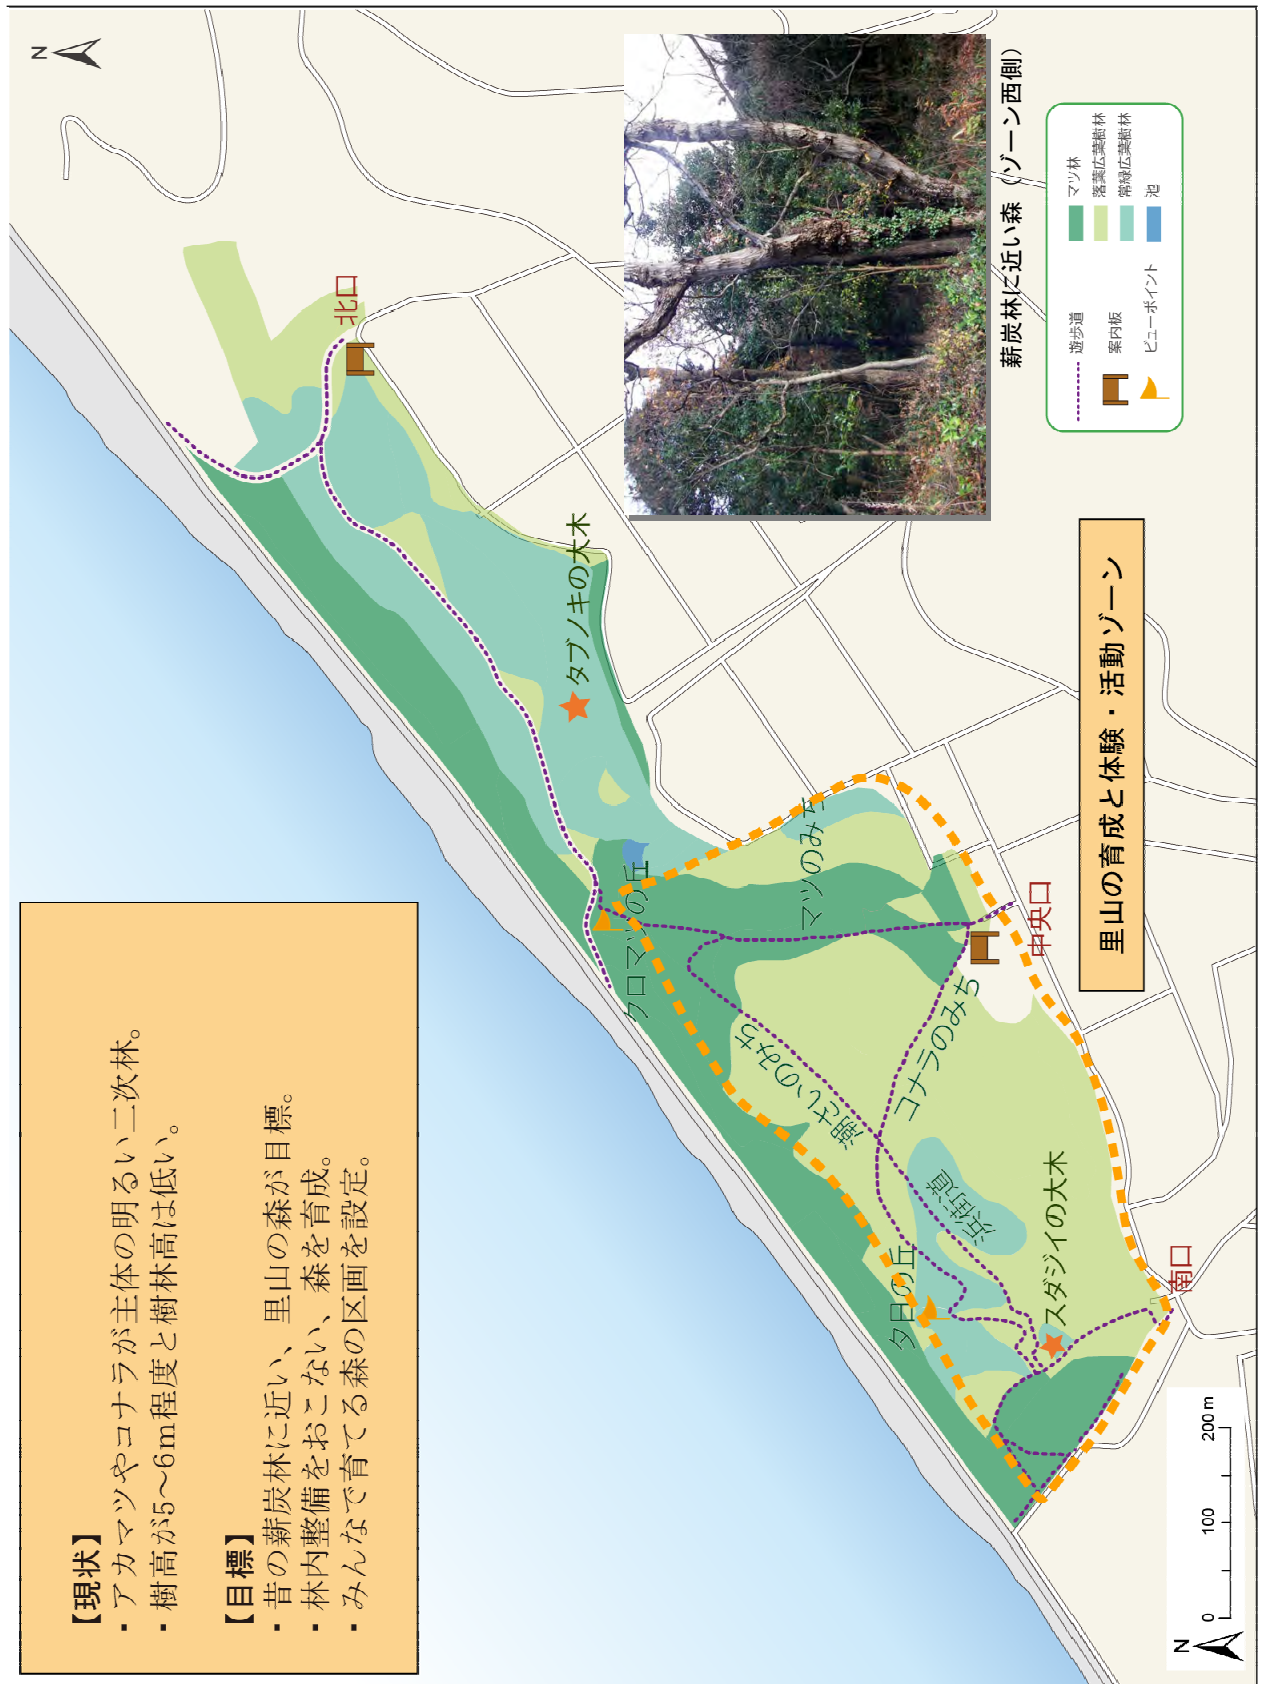 【現状】
・アカマツやコナラが主体の明るい二次林。
・樹高が5～6m程度と樹林高は低い。
【目標】
・昔の薪炭林に近い、里山の森が目標。
・林内整備をおこない、森を育成。
・みんなで育てる森の区画を設定。
N
北口
タブノキの大木
クロマツの丘
マツのみち
中央口
潮さいのみち
コナラのみち
浜街道
夕日の丘
スダジイの大木
南口
薪炭林に近い森（ゾーン西側）
遊歩道
案内板
ビューポイント
マツ林
落葉広葉樹林
常緑広葉樹林
池
里山の育成と体験・活動ゾーン
N
0 100 200 m